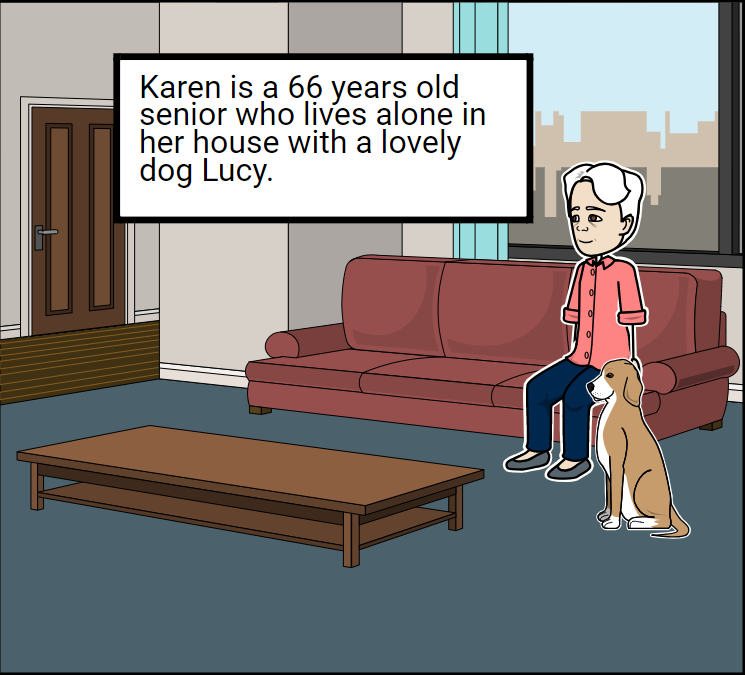 Karen is a 66 years old
senior who lives alone in
her house with a lovely
dog Lucy.